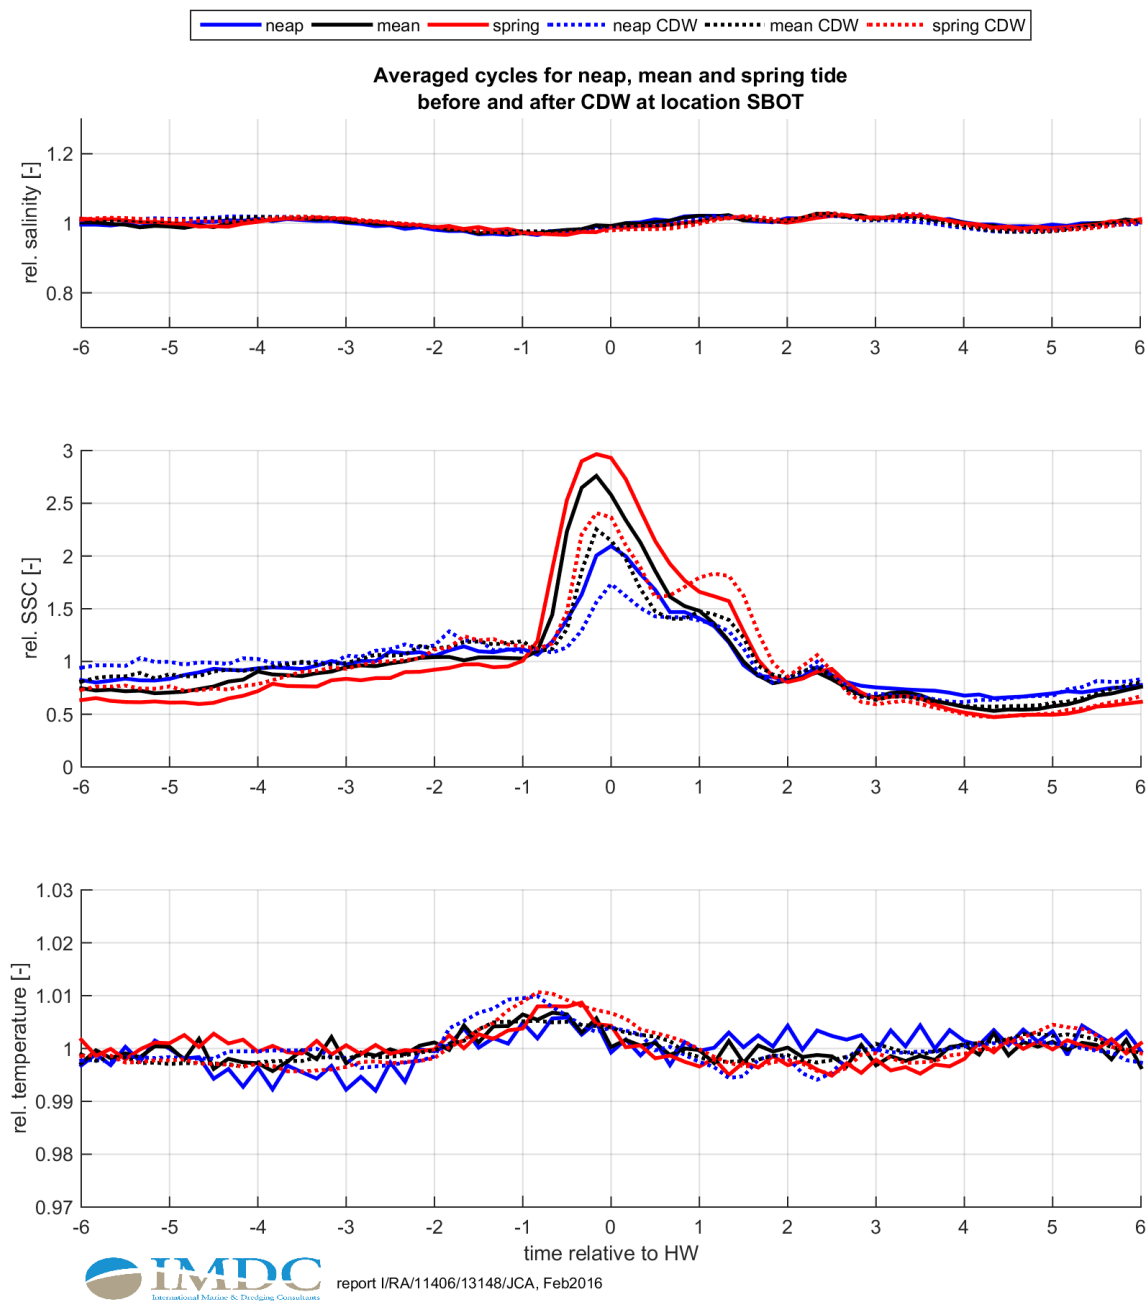 neap mean spring neap CDW mean CDW spring CDW
Averaged cycles for neap, mean and spring tide
before and after CDW at location SBOT
rel. salinity [-]
1.2
1
0.8
-6 -5 -4 -3 -2 -1 0 1 2 3 4 5 6
rel. SSC [-]
3
2.5
2
1.5
1
0.5
0
-6 -5 -4 -3 -2 -1 0 1 2 3 4 5 6
rel. temperature [-]
1.03
1.02
1.01
1
0.99
0.98
0.97
-6 -5 -4 -3 -2 -1 0 1 2 3 4 5 6
time relative to HW
IMDC
International Marine & Dredging Consultants
report I/RA/11406/13148/JCA, Feb2016